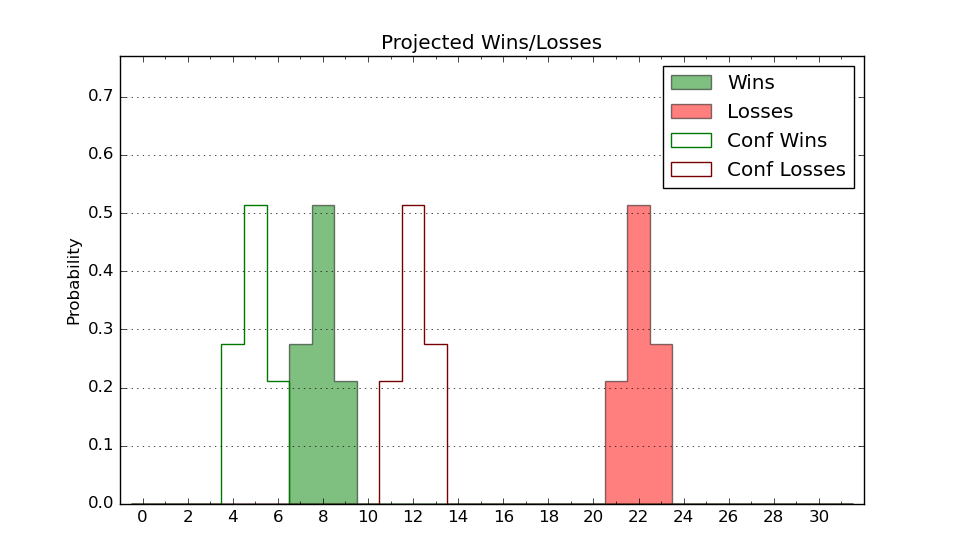 Projected Wins/Losses
Wins
Losses
Conf Wins
Conf Losses
Probability
0.7
0.6
0.5
0.4
0.3
0.2
0.1
0.0
0 2 4 6 8 10 12 14 16 18 20 22 24 26 28 30